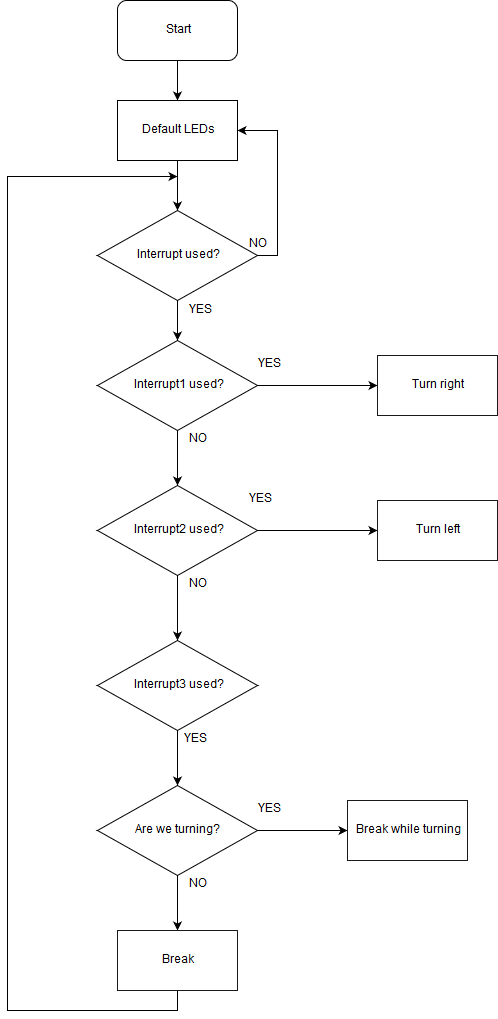 Start
Default LEDs
Interrupt used?
NO
YES
Interrupt1 used?
YES
Turn right
NO
Interrupt2 used?
YES
Turn left
NO
Interrupt3 used?
YES
Are we turning?
YES
Break while turning
NO
Break